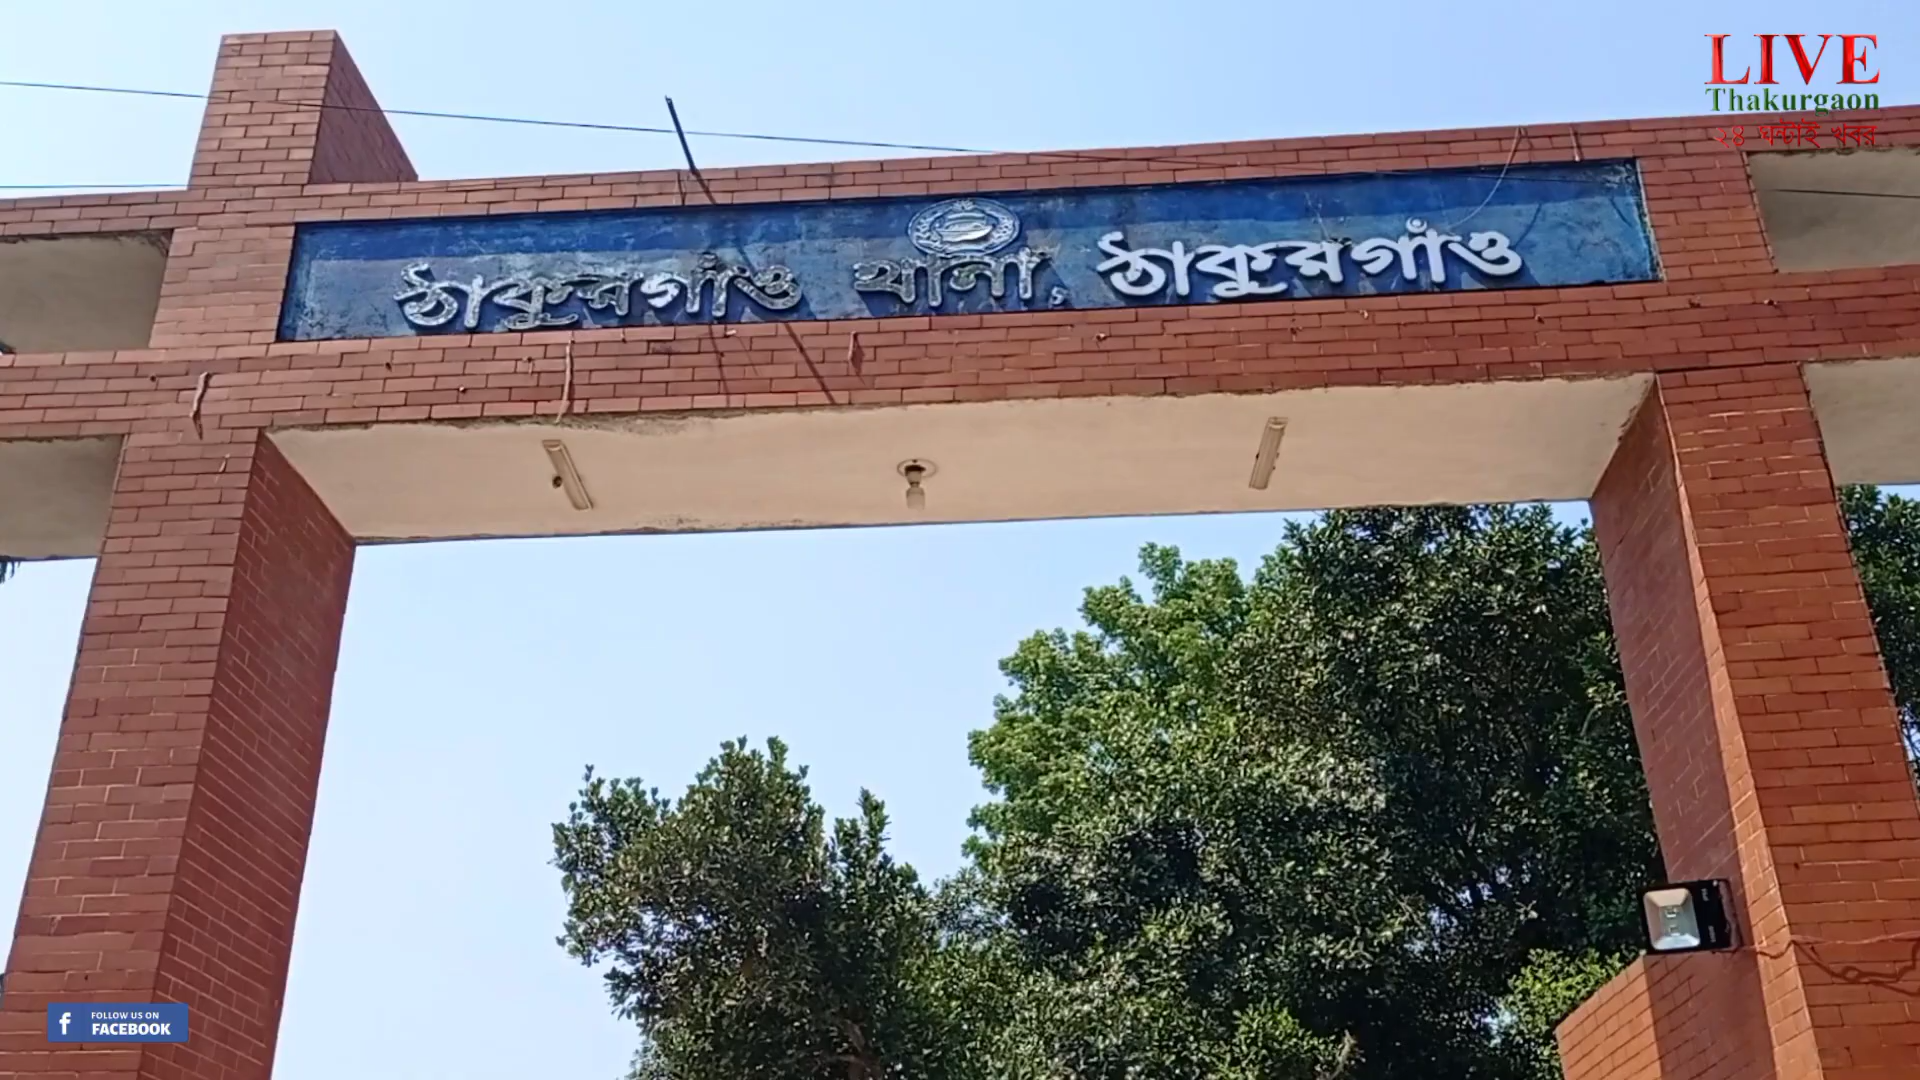 LIVE
Thakurgaon
২৪ ঘন্টাই খবর
ঠাকুরগাঁও থানা, ঠাকুরগাঁও
FOLLOW US ON
FACEBOOK